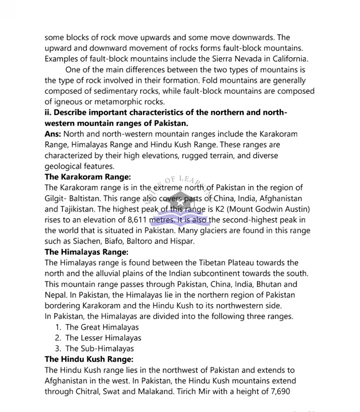 some blocks of rock move upwards and some move downwards. The
upward and downward movement of rocks forms fault-block mountains.
Examples of fault-block mountains include the Sierra Nevada in California.
One of the main differences between the two types of mountains is
the type of rock involved in their formation. Fold mountains are generally
composed of sedimentary rocks, while fault-block mountains are composed
of igneous or metamorphic rocks.
ii. Describe important characteristics of the northern and north-
western mountain ranges of Pakistan.
Ans: North and north-western mountain ranges include the Karakoram
Range, Himalayas Range and Hindu Kush Range. These ranges are
characterized by their high elevations, rugged terrain, and diverse
geological features.
The Karakoram Range:
The Karakoram range is in the extreme north of Pakistan in the region of
Gilgit- Baltistan. This range also covers parts of China, India, Afghanistan
and Tajikistan. The highest peak of this range is K2 (Mount Godwin Austin)
rises to an elevation of 8,611 metres. It is also the second-highest peak in
the world that is situated in Pakistan. Many glaciers are found in this range
such as Siachen, Biafo, Baltoro and Hispar.
The Himalayas Range:
The Himalayas range is found between the Tibetan Plateau towards the
north and the alluvial plains of the Indian subcontinent towards the south.
This mountain range passes through Pakistan, China, India, Bhutan and
Nepal. In Pakistan, the Himalayas lie in the northern region of Pakistan
bordering Karakoram and the Hindu Kush to its northwestern side.
In Pakistan, the Himalayas are divided into the following three ranges.
1. The Great Himalayas
2. The Lesser Himalayas
3. The Sub-Himalayas
The Hindu Kush Range:
The Hindu Kush range lies in the northwest of Pakistan and extends to
Afghanistan in the west. In Pakistan, the Hindu Kush mountains extend
through Chitral, Swat and Malakand. Tirich Mir with a height of 7,690